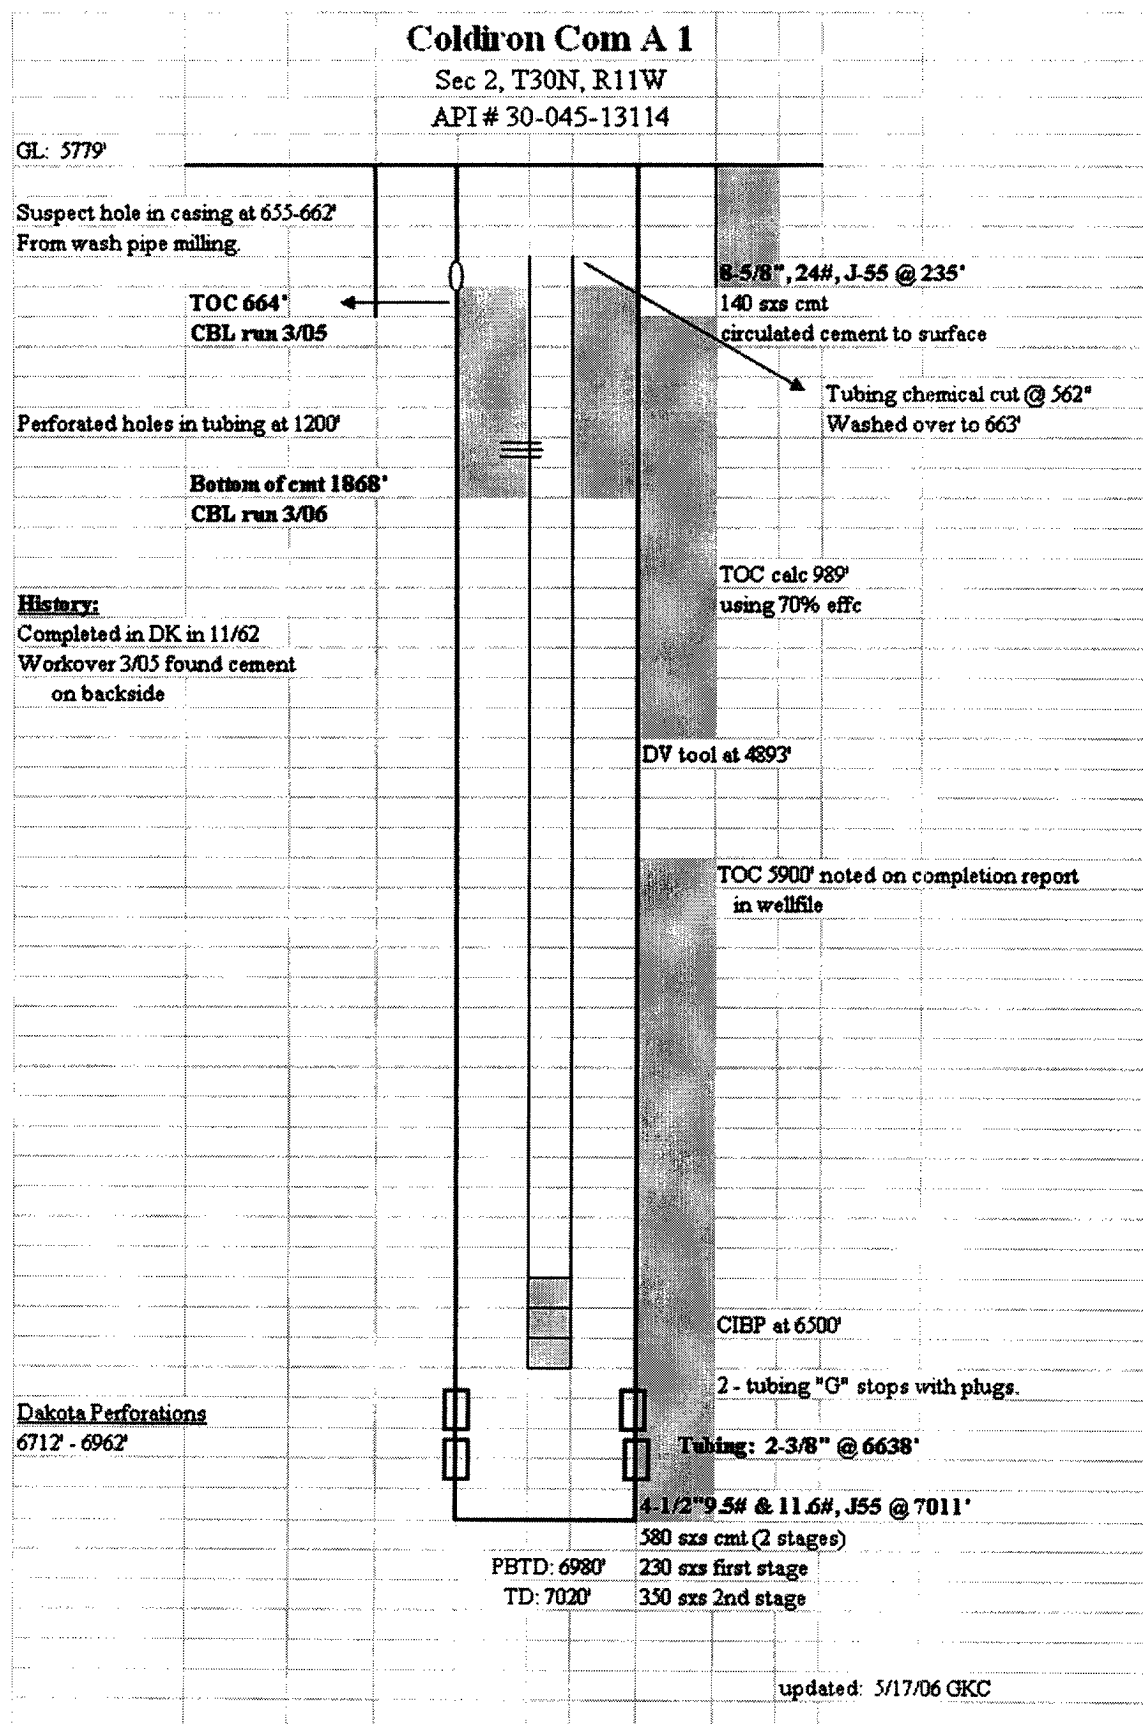 Coldiron Com A 1
Sec 2, T30N, R11W
API # 30-045-13114
GL: 5779'
Suspect hole in casing at 655-662'
From wash pipe milling.
8-5/8", 24#, J-55 @ 235'
TOC 664'
140 sxs cmt
CBL run 3/05
circulated cement to surface
Tubing chemical cut @ 562"
Perforated holes in tubing at 1200'
Washed over to 663'
Bottom of cmt 1868'
CBL run 3/06
TOC calc 989'
History:
using 70% effc
Completed in DK in 11/62
Workover 3/05 found cement
on backside
DV tool at 4893'
TOC 5900' noted on completion report
in wellfile
CIBP at 6500'
2 - tubing "G" stops with plugs.
Dakota Perforations
6712' - 6962'
Tubing: 2-3/8" @ 6638'
4-1/2" 9.5# & 11.6#, J55 @ 7011'
580 sxs cmt (2 stages)
PBTD: 6980'
230 sxs first stage
TD: 7020'
350 sxs 2nd stage
updated: 5/17/06 GKC